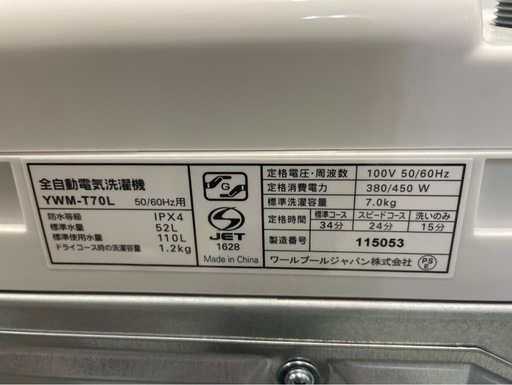 全自動電気洗濯機
YWM-T70L 50/60Hz用
防水等級 IPX4
標準水量 52L
標準使用水量 110L
ドライコース時の洗濯容量 1.2kg
G
JET
1628
Made in China
定格電圧・周波数 100V 50/60Hz
定格消費電力 380/450 W
標準洗濯容量 7.0kg
定格時間 標準コース スピードコース 洗いのみ
34分 24分 15分
製造番号 115053
ワールプールジャパン株式会社 PSE